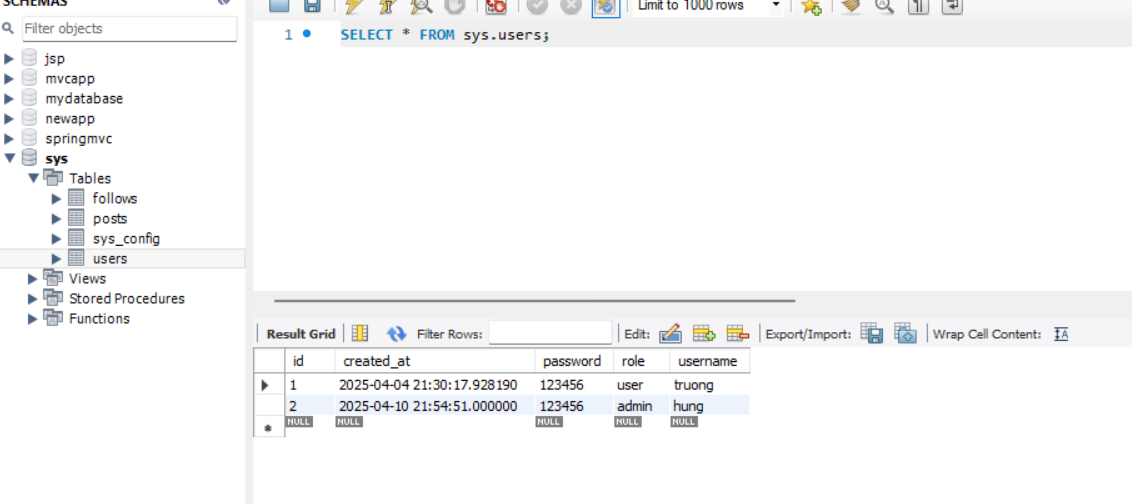 SCHEMAS
Filter objects
jsp
mvcapp
mydatabase
newapp
springmvc
sys
Tables
follows
posts
sys_config
users
Views
Stored Procedures
Functions
Limit to 1000 rows
1 SELECT * FROM sys.users;
Result Grid Filter Rows: Edit: Export/Import: Wrap Cell Content:
id created_at password role username
1 2025-04-04 21:30:17.928190 123456 user truong
2 2025-04-10 21:54:51.000000 123456 admin hung
NULL NULL NULL NULL NULL